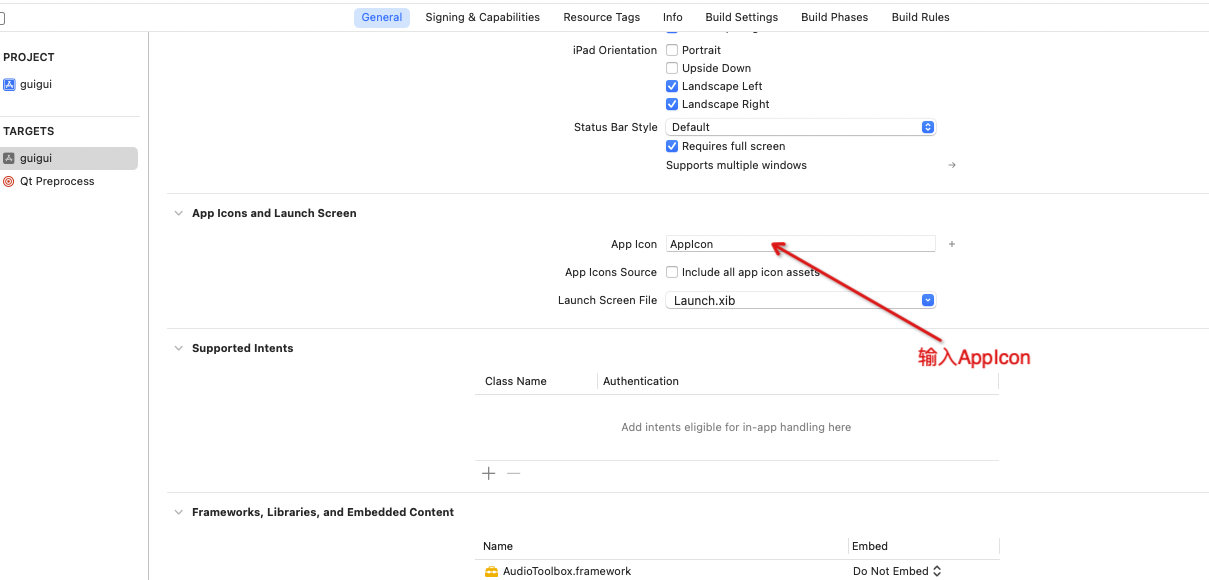 General Signing & Capabilities Resource Tags Info Build Settings Build Phases Build Rules
PROJECT
guigui
TARGETS
guigui
Qt Preprocess
iPad Orientation Portrait
Upside Down
Landscape Left
Landscape Right
Status Bar Style Default
Requires full screen
Supports multiple windows
App Icons and Launch Screen
App Icon AppIcon
App Icons Source Include all app icon assets
Launch Screen File Launch.xib
输入AppIcon
Supported Intents
Class Name Authentication
Add intents eligible for in-app handling here
Frameworks, Libraries, and Embedded Content
Name Embed
AudioToolbox.framework Do Not Embed